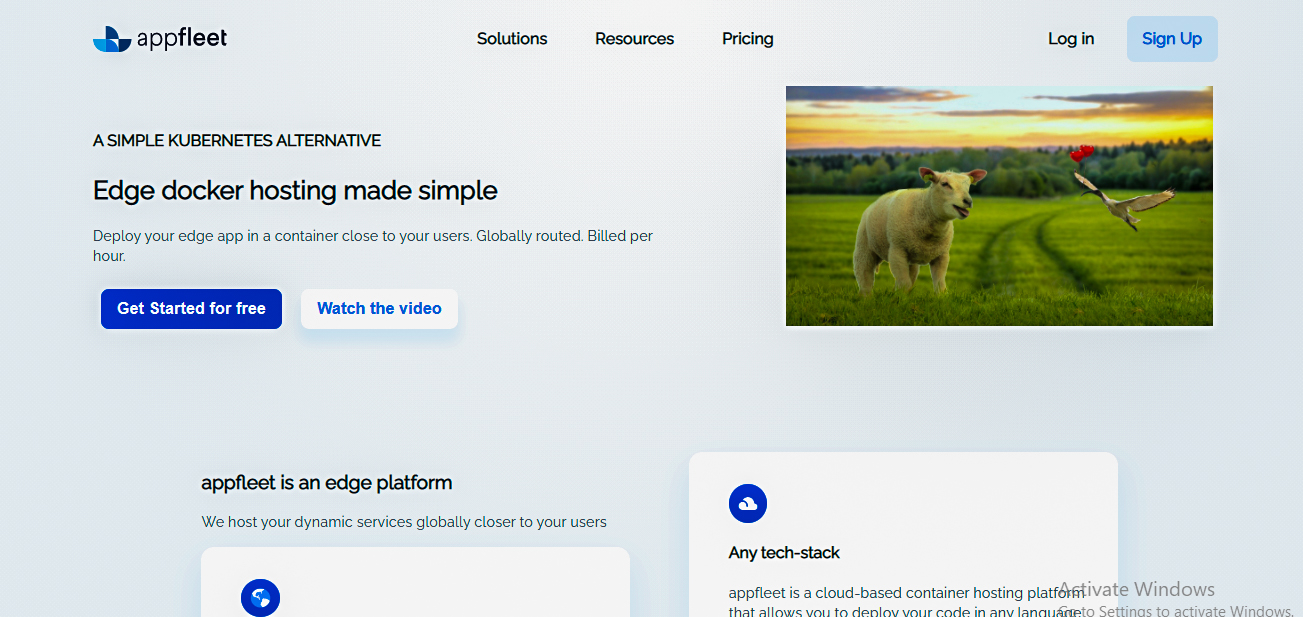 appfleet
Solutions
Resources
Pricing
Log in
Sign Up
A SIMPLE KUBERNETES ALTERNATIVE
Edge docker hosting made simple
Deploy your edge app in a container close to your users. Globally routed. Billed per
hour.
Get Started for free
Watch the video
appfleet is an edge platform
We host your dynamic services globally closer to your users
Any tech-stack
appfleet is a cloud-based container hosting platform
that allows you to deploy your code in any language.
Activate Windows
Go to Settings to activate Windows.